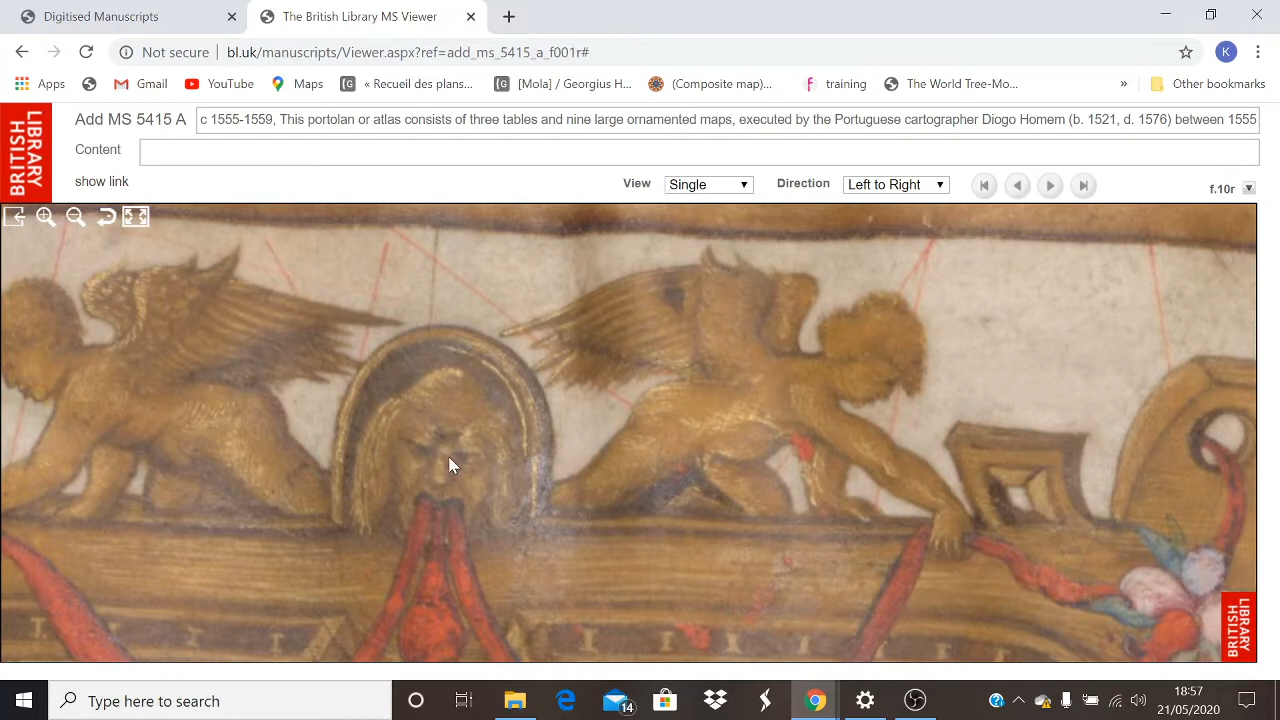 Digitised Manuscripts
The British Library MS Viewer
Not secure
bl.uk/manuscripts/Viewer.aspx?ref=add_ms_5415_a_f001r#
K
Apps
Gmail
YouTube
Maps
« Recueil des plans...
[Mola] / Georgius H...
(Compositae map)...
training
The World Tree-Mo...
»
Other bookmarks
LIBRARY
BRITISH
Add MS 5415 A
c 1555-1559, This portolan or atlas consists of three tables and nine large ornamented maps, executed by the Portuguese cartographer Diogo Homem (b. 1521, d. 1576) between 1555
Content
show link
View
Single
Direction
Left to Right
f.10r
LIBRARY
BRITISH
Type here to search
14
18:57
21/05/2020